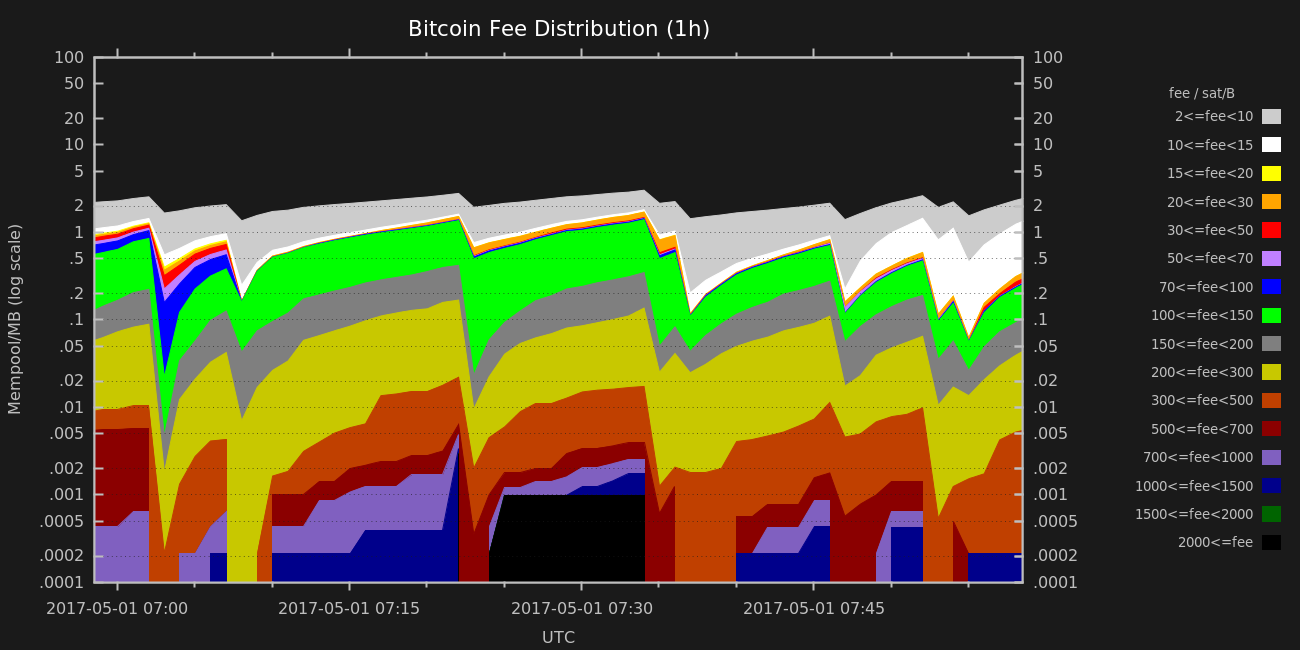 Bitcoin Fee Distribution (1h)
100 100
50 50
20 20
10 10
5 5
2 2
1 1
.5 .5
.2 .2
.1 .1
.05 .05
.02 .02
.01 .01
.005 .005
.002 .002
.001 .001
.0005 .0005
.0002 .0002
.0001 .0001
Mempool/MB (log scale)
2017-05-01 07:00 2017-05-01 07:15 2017-05-01 07:30 2017-05-01 07:45
UTC
fee / sat/B
2<=fee<10
10<=fee<15
15<=fee<20
20<=fee<30
30<=fee<50
50<=fee<70
70<=fee<100
100<=fee<150
150<=fee<200
200<=fee<300
300<=fee<500
500<=fee<700
700<=fee<1000
1000<=fee<1500
1500<=fee<2000
2000<=fee